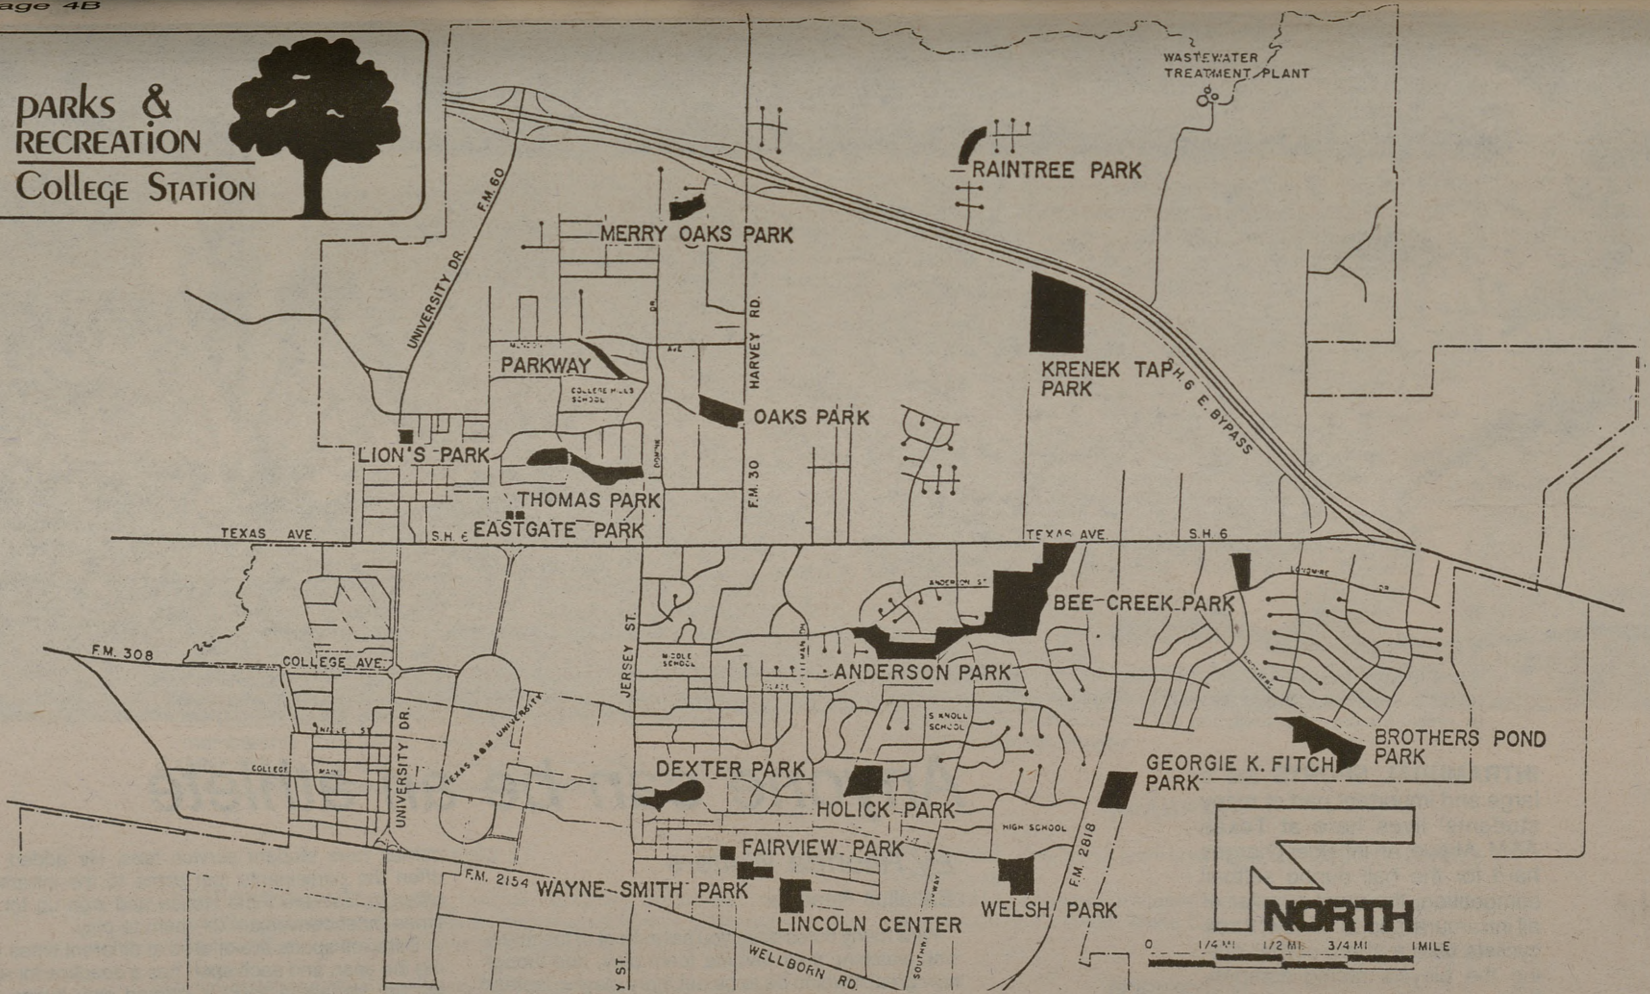 age 4B
PARKS &
RECREATION
COLLEGE STATION
WASTEWATER
TREATMENT PLANT
RAINTREE PARK
F.M. 60
MERRY OAKS PARK
UNIVERSITY DR.
DR.
HARVEY RD.
AVE
PARKWAY
COLLEGE HILLS
SCHOOL
KRENEK TAP
PARK
S.H. 6 E. BYPASS
OAKS PARK
LION'S PARK
F.M. 30
THOMAS PARK
EASTGATE PARK
TEXAS AVE.
S.H. 6
TEXAS AVE.
S.H. 6
ANDERSON ST.
DR.
BEE CREEK PARK
JERSEY ST.
F.M. 308
COLLEGE AVE.
MIDDLE
SCHOOL
ANDERSON PARK
UNIVERSITY DR.
TEXAS A&M UNIVERSITY
S. KNOLL
SCHOOL
BROTHERS POND
PARK
COLLEGE MAIN
DEXTER PARK
GEORGIE K. FITCH
PARK
HOLICK PARK
HIGH SCHOOL
F.M. 2818
FAIRVIEW PARK
F.M. 2154
WAYNE-SMITH PARK
WELSH PARK
LINCOLN CENTER
NORTH
0 1/4 MI 1/2 MI 3/4 MI 1 MILE
WELLBORN RD.
Y ST.